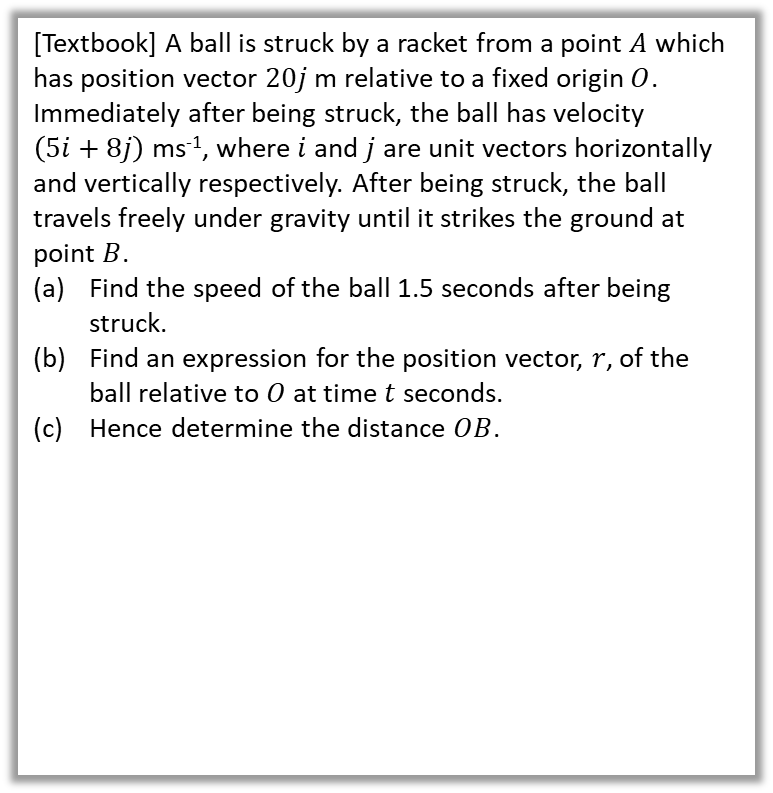 [Textbook] A ball is struck by a racket from a point 𝐴 which
has position vector 20𝑗 m relative to a fixed origin 𝑂.
Immediately after being struck, the ball has velocity
(5𝑖 + 8𝑗) ms⁻¹, where 𝑖 and 𝑗 are unit vectors horizontally
and vertically respectively. After being struck, the ball
travels freely under gravity until it strikes the ground at
point 𝐵.
(a) Find the speed of the ball 1.5 seconds after being
struck.
(b) Find an expression for the position vector, 𝑟, of the
ball relative to 𝑂 at time 𝑡 seconds.
(c) Hence determine the distance 𝑂𝐵.